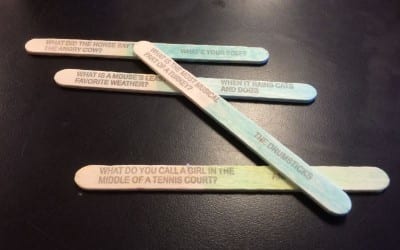 WHAT DID THE HORSE SAY
THE ANGRY COW?
WHAT'S YOUR BEEF?
WHAT IS A MOUSE'S
FAVORITE WEATHER?
WHEN IT RAINS CATS
AND DOGS
WHAT IS THE MOST MUSICAL
PART OF A TURKEY?
THE DRUMSTICKS
WHAT DO YOU CALL A GIRL IN THE
MIDDLE OF A TENNIS COURT?